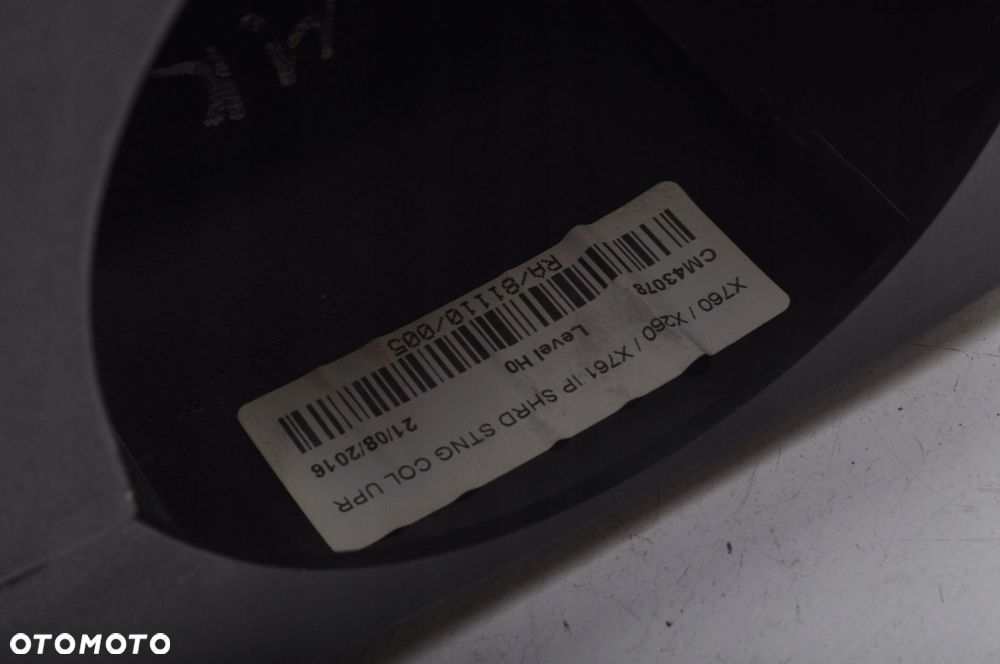 X760 / X260 / X761 IP SHRD STNG COL UPR
CM43078 Level H0 21/08/2016
RA/81110/005
OTOMOTO